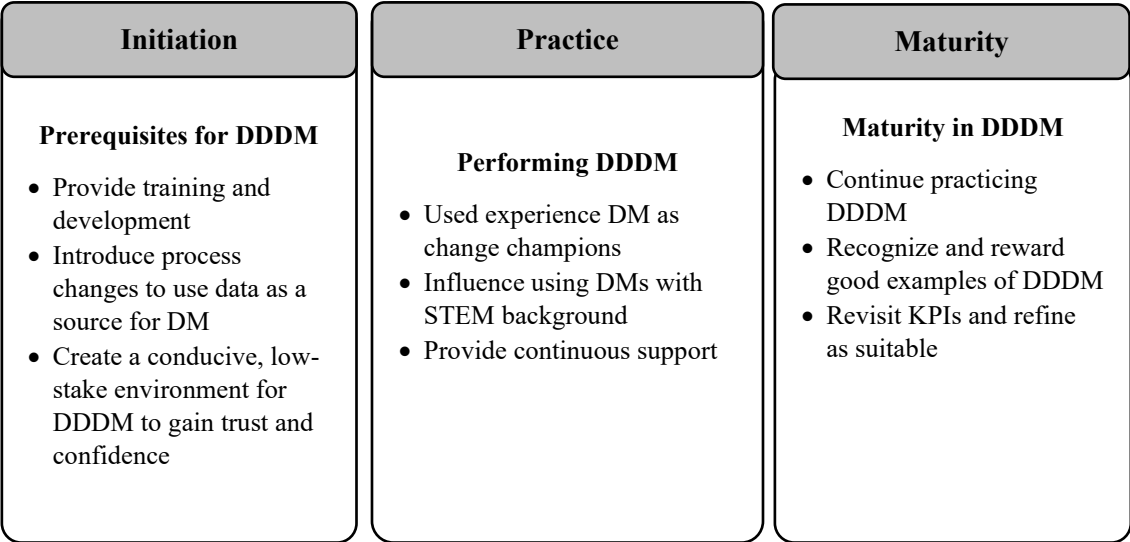 Initiation
Prerequisites for DDDM
• Provide training and
development
• Introduce process
changes to use data as a
source for DM
• Create a conducive, low-
stake environment for
DDDM to gain trust and
confidence
Practice
Performing DDDM
• Used experience DM as
change champions
• Influence using DMs with
STEM background
• Provide continuous support
Maturity
Maturity in DDDM
• Continue practicing
DDDM
• Recognize and reward
good examples of DDDM
• Revisit KPIs and refine
as suitable